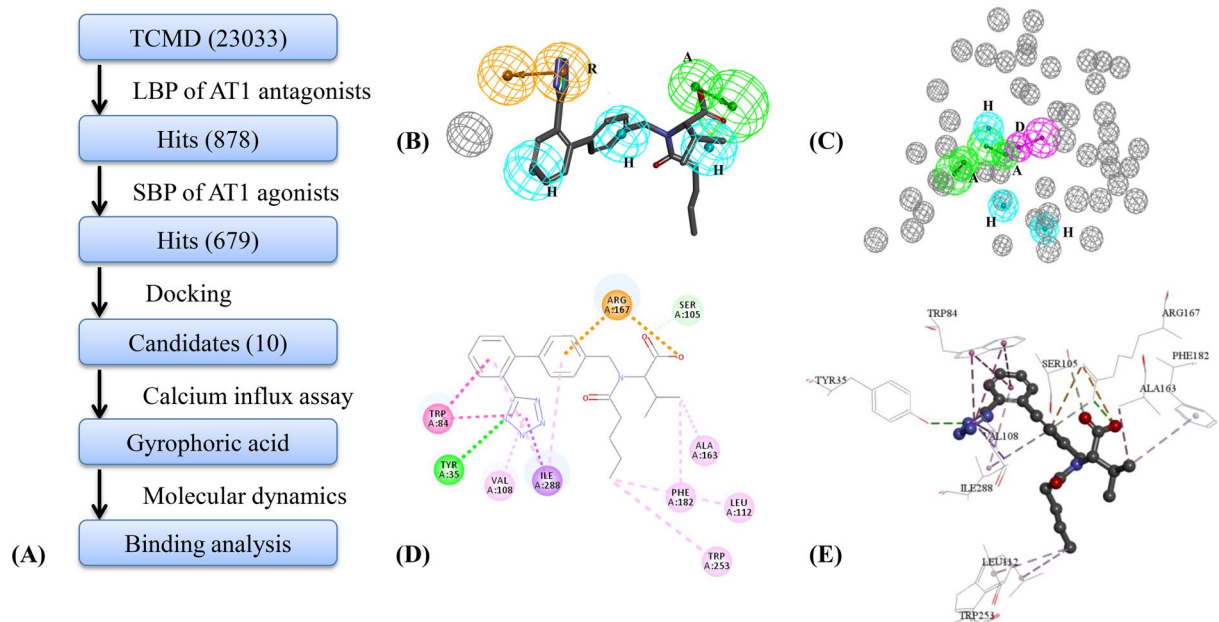 TCMD (23033)
LBP of AT1 antagonists
Hits (878)
SBP of AT1 agonists
Hits (679)
Docking
Candidates (10)
Calcium influx assay
Gyrophoric acid
Molecular dynamics
(A)
Binding analysis
R
A
(B)
H
H
H
H
D
(C)
A
A
H
H
ARG
A:167
SER
A:105
N
O
O
O
N
N
N
N
TRP
A:84
TYR
A:35
VAL
A:108
ILE
A:288
ALA
A:163
PHE
A:182
LEU
A:112
TRP
A:253
(D)
TRP84
ARG167
SER105
PHE182
TYR35
ALA163
VAL108
ILE288
LEU112
TRP253
(E)